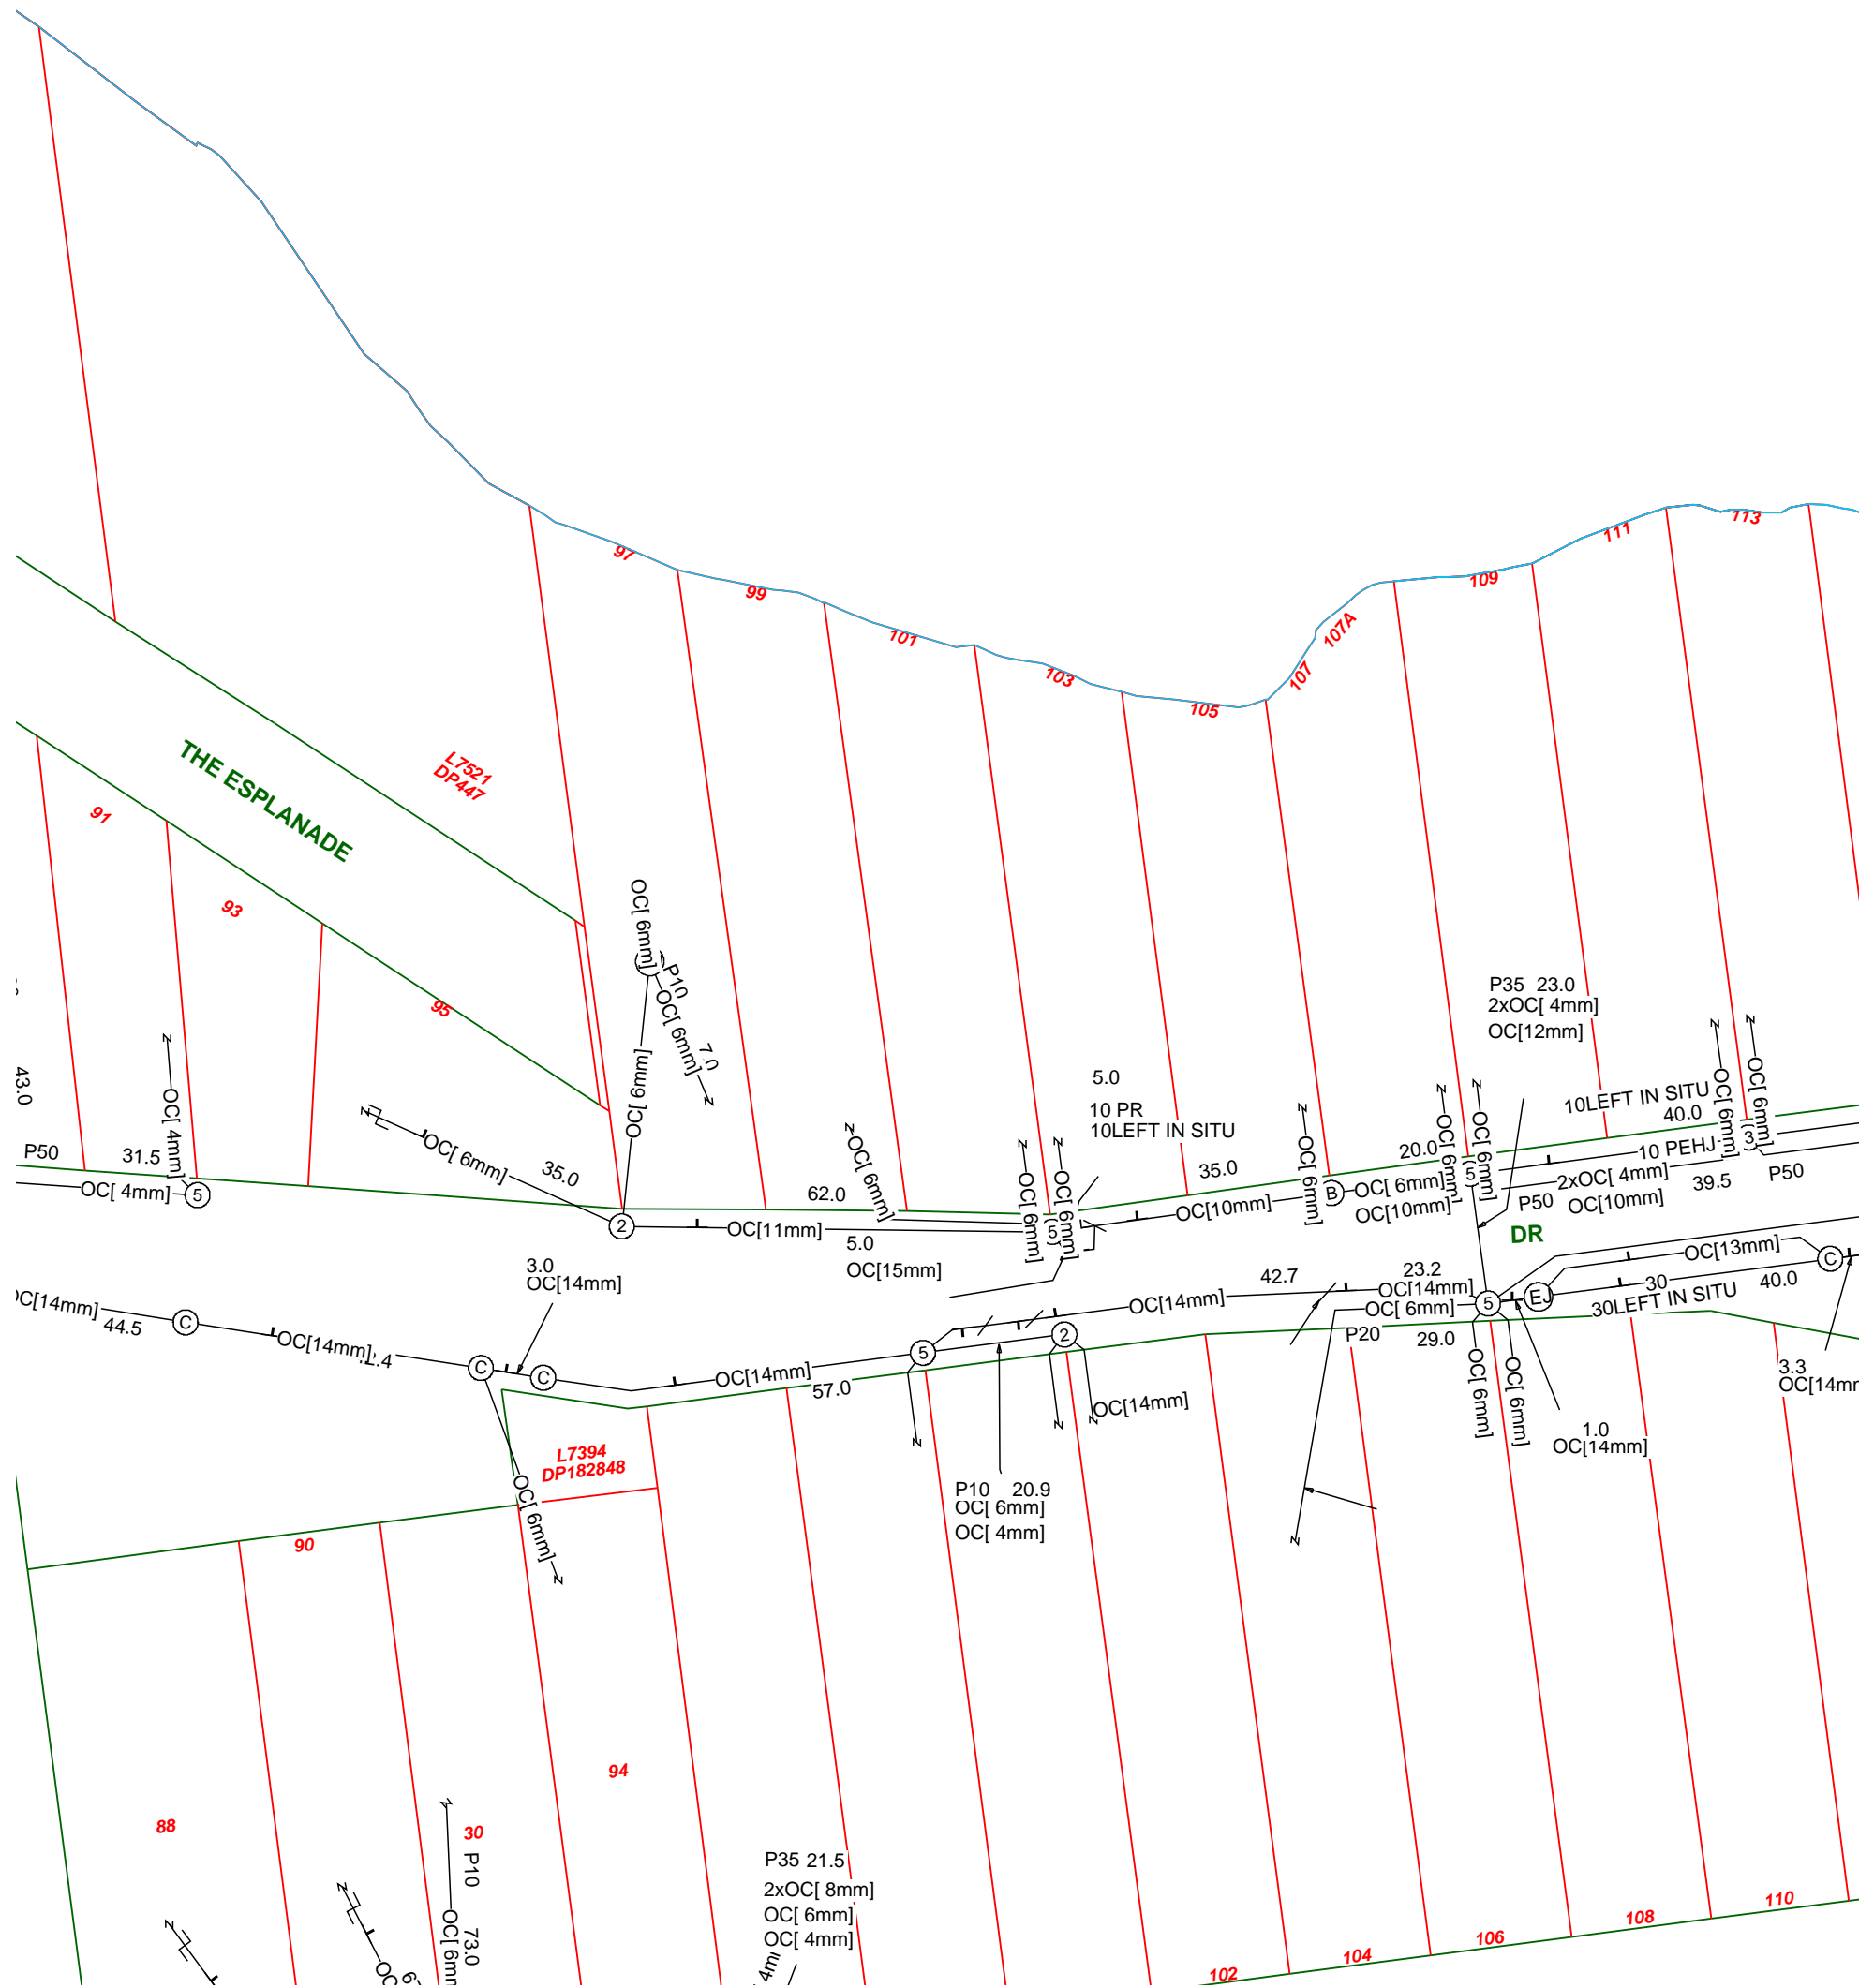 97
99
101
103
105
107
107A
109
111
113
L7521
DP447
THE ESPLANADE
91
93
95
OC[ 6mm]
P10
OC[ 6mm]
7.0
OC[ 6mm]
P35 23.0
2xOC[ 4mm]
OC[12mm]
43.0
P50
31.5
OC[ 4mm]
OC[ 4mm]
5
OC[ 6mm]
35.0
2
62.0
OC[11mm]
5.0
OC[15mm]
OC[ 6mm]
OC[ 6mm]
OC[ 6mm]
5
5.0
10 PR
10LEFT IN SITU
35.0
OC[10mm]
OC[ 6mm]
B
20.0
OC[ 6mm]
OC[10mm]
OC[ 6mm]
OC[ 6mm]
5
10LEFT IN SITU
40.0
10 PEHJ
2xOC[ 4mm]
39.5
P50
OC[10mm]
OC[ 6mm]
OC[ 6mm]
3
P50
DR
3.0
OC[14mm]
OC[14mm]
44.5
C
OC[14mm]
C
C
OC[14mm]
57.0
5
2
OC[14mm]
42.7
23.2
OC[14mm]
OC[ 6mm]
P20
29.0
5
EJ
OC[13mm]
C
30
40.0
30LEFT IN SITU
3.3
OC[14mm
OC[ 6mm]
OC[ 6mm]
1.0
OC[14mm]
OC[14mm]
P10 20.9
OC[ 6mm]
OC[ 4mm]
L7394
DP182848
OC[ 6mm]
90
94
88
30
P10
73.0
OC[ 6mm
OC
P35 21.5
2xOC[ 8mm]
OC[ 6mm]
OC[ 4mm]
102
104
106
108
110